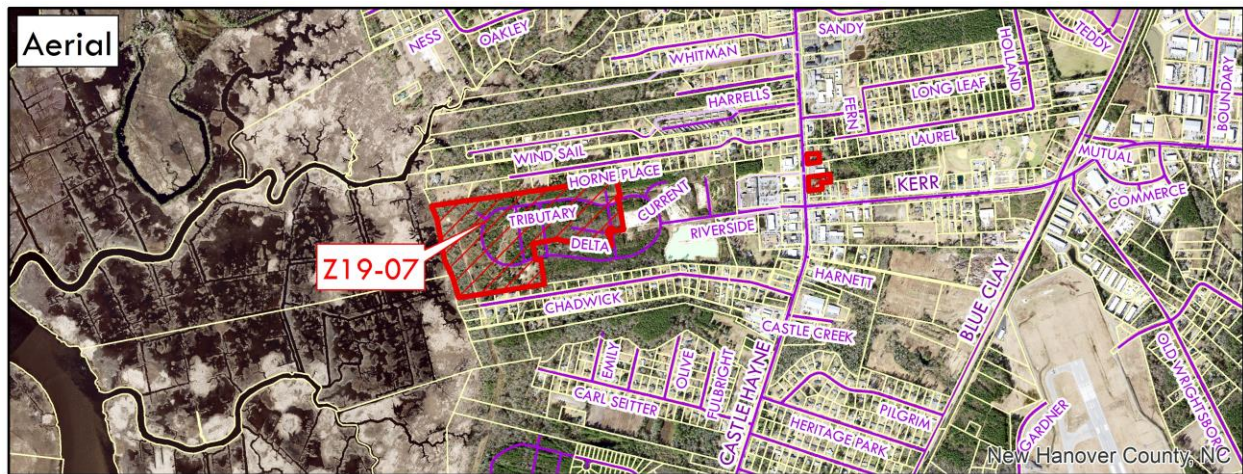 Aerial
NESS
OAKLEY
SANDY
TEDDY
WHITMAN
HOLLAND
LONG LEAF
HARRELLS
FERN
BOUNDARY
LAUREL
WIND SAIL
MUTUAL
HORNE PLACE
KERR
COMMERCE
TRIBUTARY
CURRENT
RIVERSIDE
DELTA
Z19-07
HARNETT
CHADWICK
BLUE CLAY
CASTLE CREEK
OLD WRIGHTSBORO
EMILY
OLIVE
FULBRIGHT
CASTLE HAYNE
CARL SEITTER
PILGRIM
HERITAGE PARK
GARDNER
New Hanover County, NC